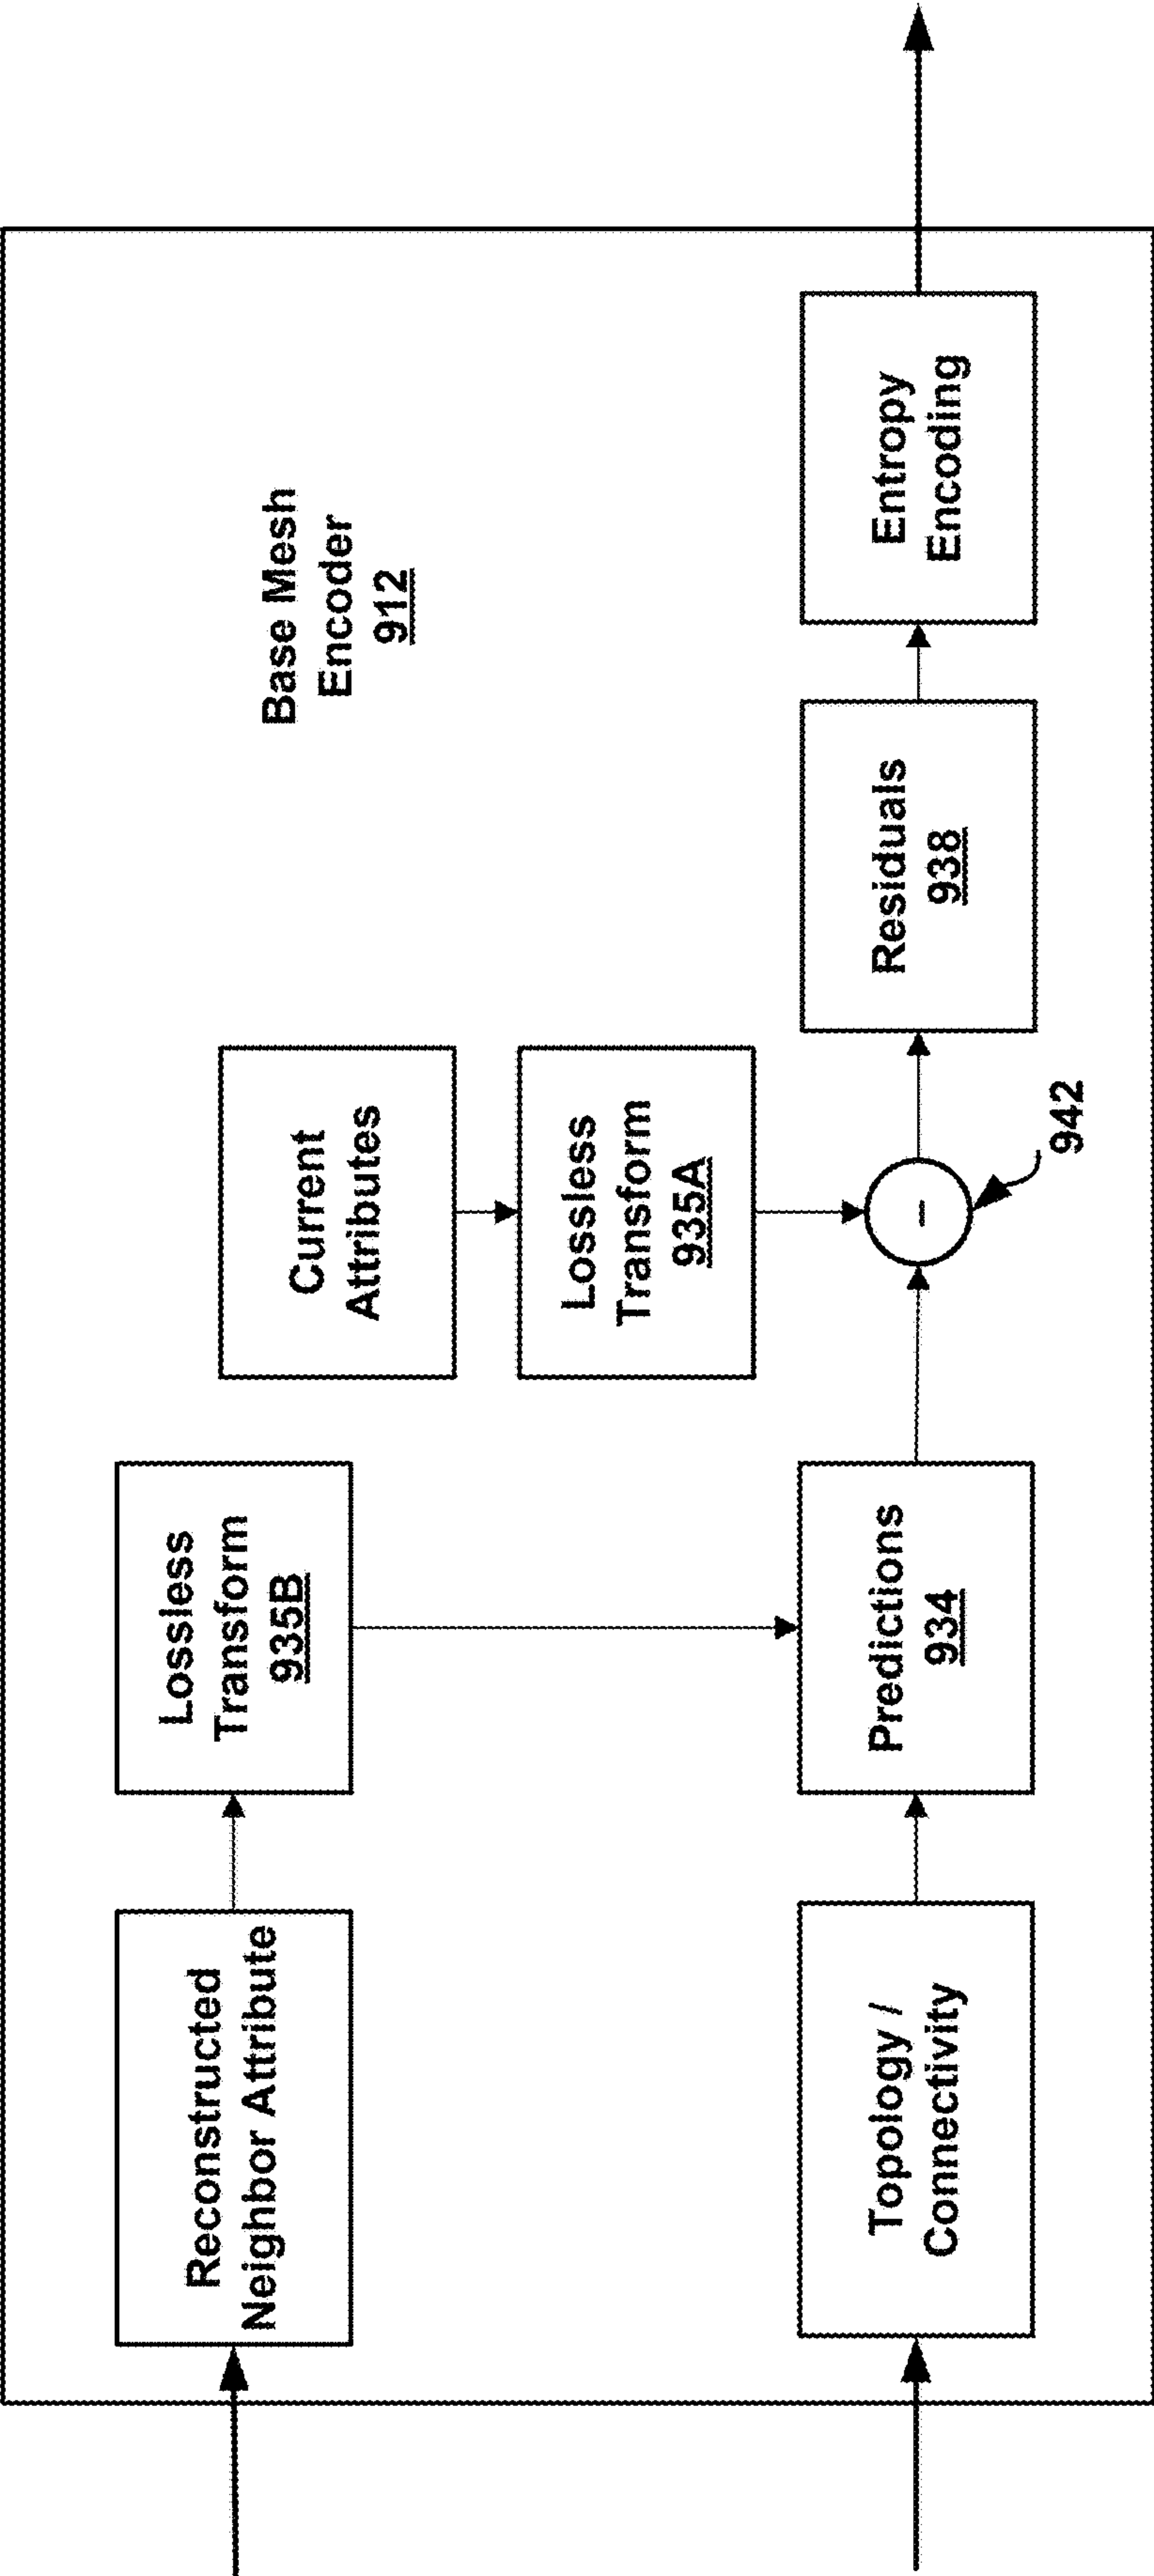 Reconstructed
Neighbor Attribute
Lossless
Transform
935B
Current
Attributes
Base Mesh
Encoder
912
Lossless
Transform
935A
Topology /
Connectivity
Predictions
934
-
942
Residuals
938
Entropy
Encoding